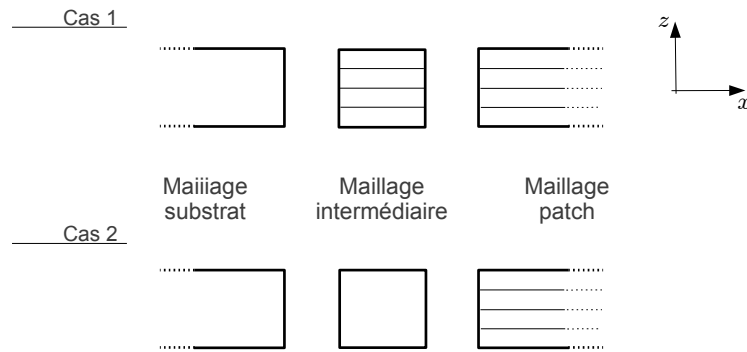 Cas 1
z
x
Maiiiage
substrat
Maillage
intermédiaire
Maillage
patch
Cas 2